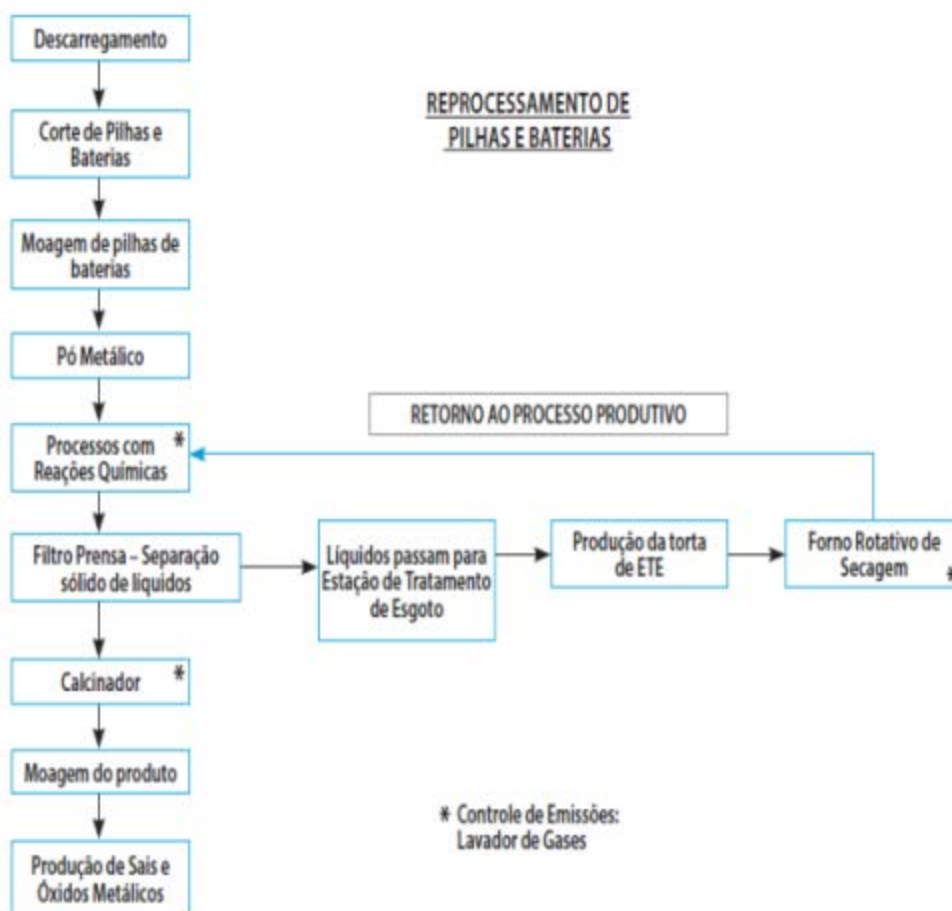 Descarregamento
REPROCESSAMENTO DE
PILHAS E BATERIAS
Corte de Pilhas e
Baterias
Moagem de pilhas de
baterias
Pó Metálico
RETORNO AO PROCESSO PRODUTIVO
Processos com *
Reações Químicas
Filtro Prensa – Separação
sólido de líquidos
Líquidos passam para
Estação de Tratamento
de Esgoto
Produção da torta
de ETE
Forno Rotativo de
Secagem *
Calcinador *
Moagem do produto
Produção de Sais e
Óxidos Metálicos
* Controle de Emissões:
Lavador de Gases